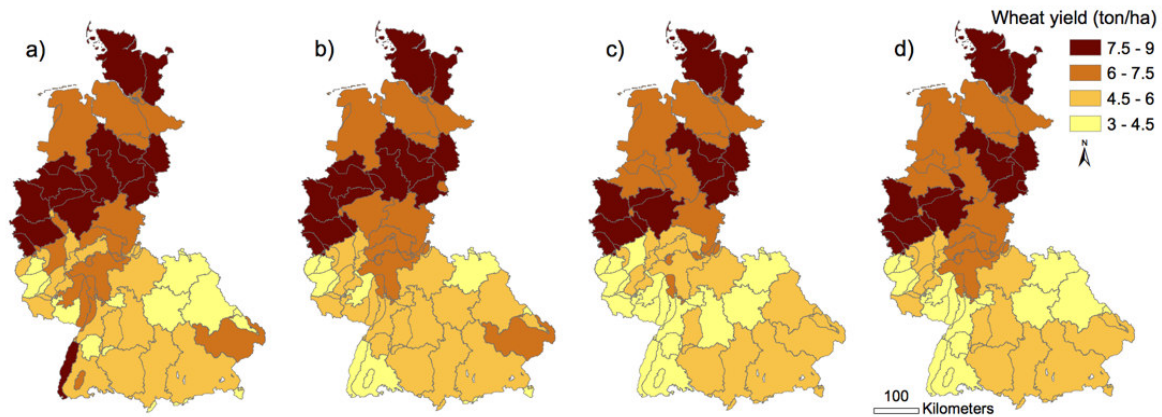 a)
b)
c)
d)
Wheat yield (ton/ha)
7.5 - 9
6 - 7.5
4.5 - 6
3 - 4.5
N
100
Kilometers